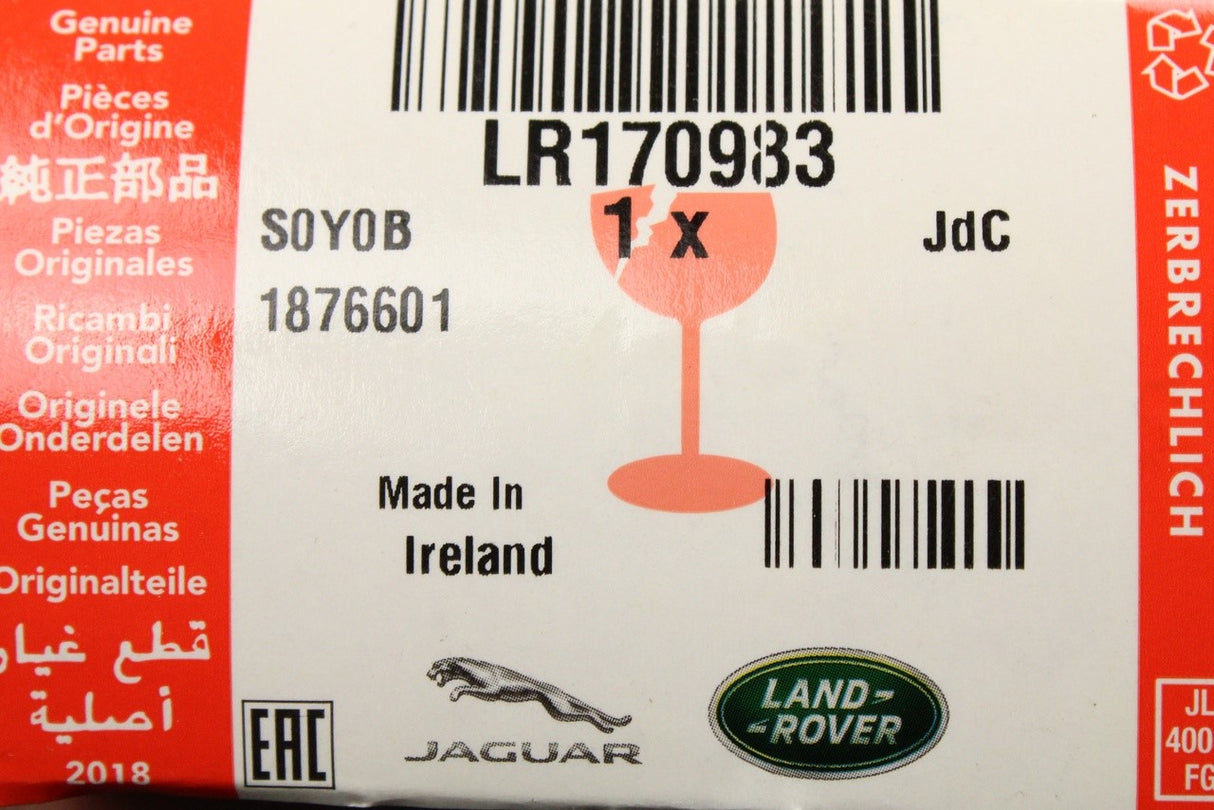 Genuine
Parts
Pièces
d'Origine
純正部品
Piezas
Originales
Ricambi
Originali
Originele
Onderdelen
Peças
Genuinas
Originalteile
قطع غيار
أصلية
2018
LR170983
1 x
S0Y0B
JdC
1876601
Made In
Ireland
EAC
JAGUAR
LAND-
-ROVER
ZERBRECHLICH
JL
400
FG